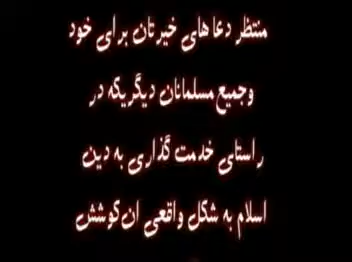 منتظر دعاهای خیرتان برای خود
وجمیع مسلمانان دیگریکه در
راستای خدمت گذاری به دین
اسلام به شکل واقعی ان کوشش